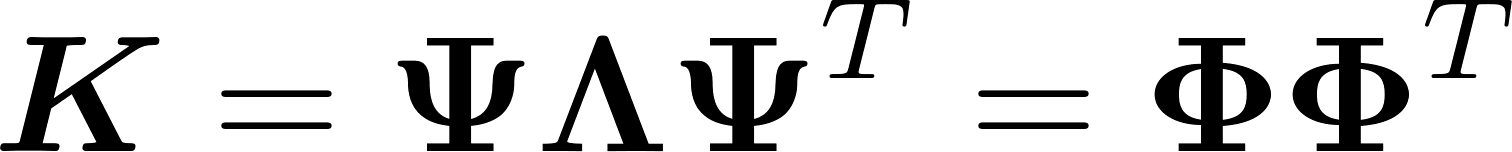 K = ΨΛΨ^T = ΦΦ^T